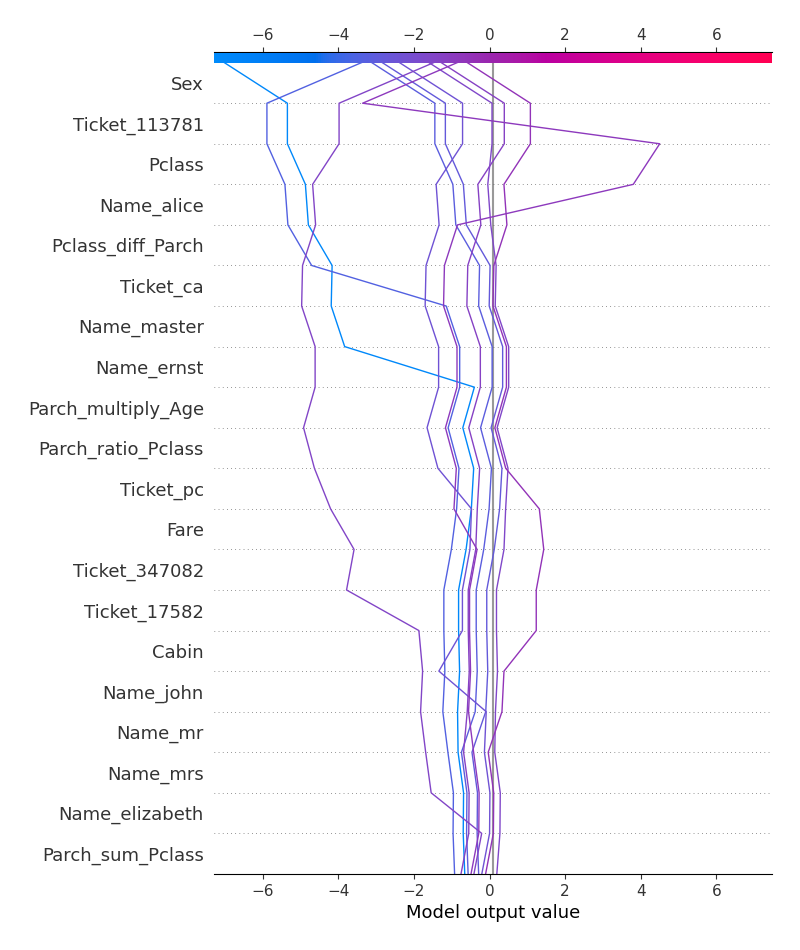 −6 −4 −2 0 2 4 6
Sex
Ticket_113781
Pclass
Name_alice
Pclass_diff_Parch
Ticket_ca
Name_master
Name_ernst
Parch_multiply_Age
Parch_ratio_Pclass
Ticket_pc
Fare
Ticket_347082
Ticket_17582
Cabin
Name_john
Name_mr
Name_mrs
Name_elizabeth
Parch_sum_Pclass
−6 −4 −2 0 2 4 6
Model output value